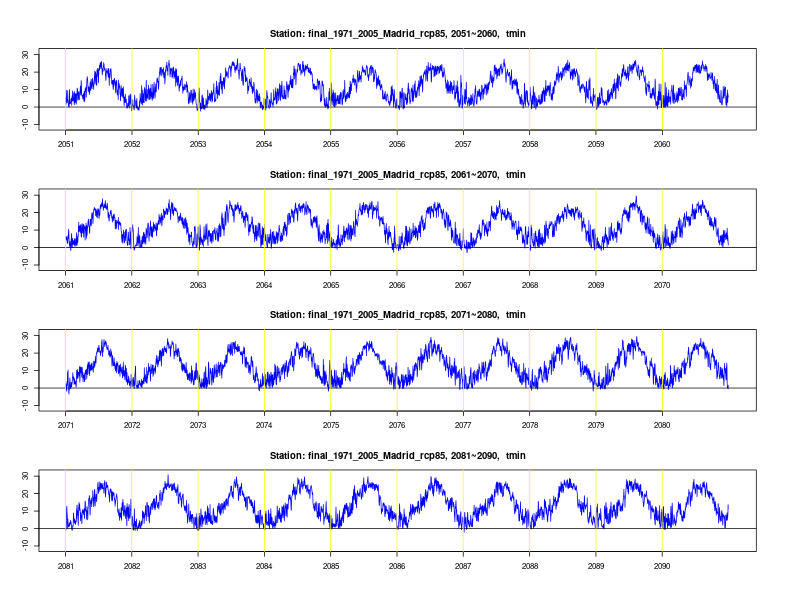 Station: final_1971_2005_Madrid_rcp85, 2051~2060, tmin
30
20
10
0
-10
2051 2052 2053 2054 2055 2056 2057 2058 2059 2060
Station: final_1971_2005_Madrid_rcp85, 2061~2070, tmin
30
20
10
0
-10
2061 2062 2063 2064 2065 2066 2067 2068 2069 2070
Station: final_1971_2005_Madrid_rcp85, 2071~2080, tmin
30
20
10
0
-10
2071 2072 2073 2074 2075 2076 2077 2078 2079 2080
Station: final_1971_2005_Madrid_rcp85, 2081~2090, tmin
30
20
10
0
-10
2081 2082 2083 2084 2085 2086 2087 2088 2089 2090